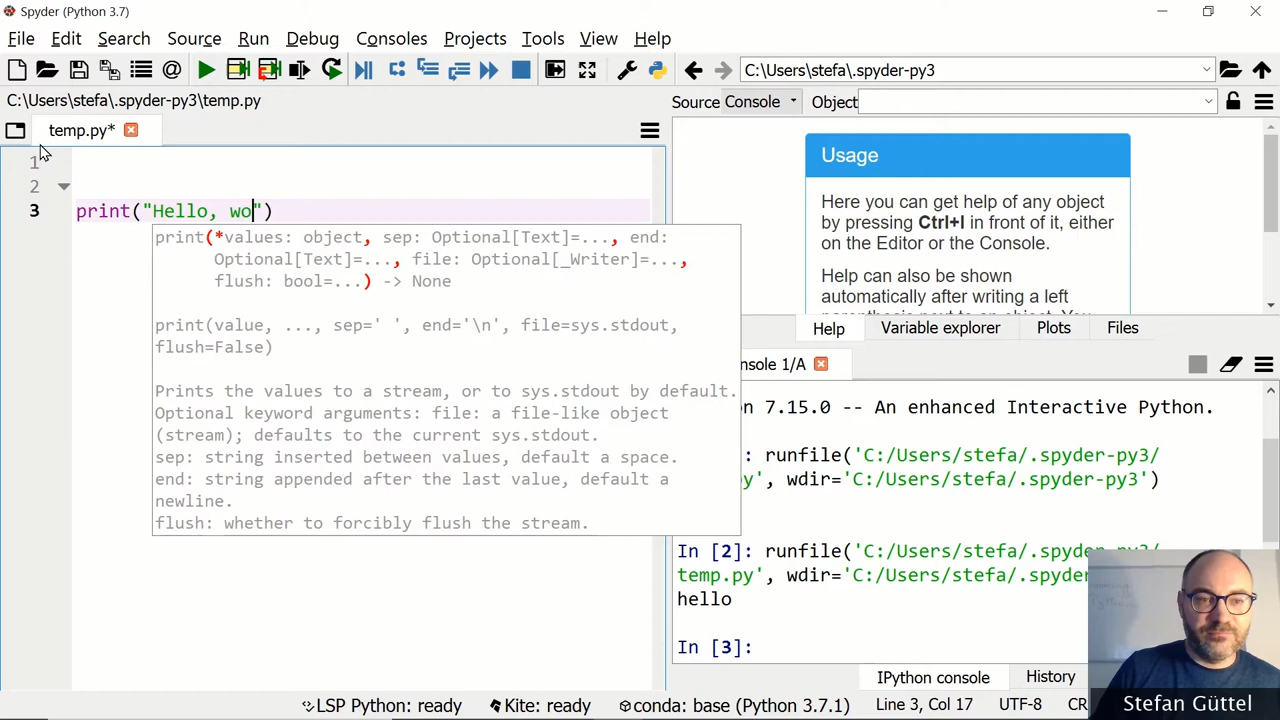 Spyder (Python 3.7)
File Edit Search Source Run Debug Consoles Projects Tools View Help
C:\Users\stefa\.spyder-py3
C:\Users\stefa\.spyder-py3\temp.py
Source Console Object
temp.py*
1
2
3 print("Hello, wo")
print(*values: object, sep: Optional[Text]=..., end:
Optional[Text]=..., file: Optional[_Writer]=...,
flush: bool=...) -> None
print(value, ..., sep=' ', end='\n', file=sys.stdout,
flush=False)
Prints the values to a stream, or to sys.stdout by default.
Optional keyword arguments: file: a file-like object
(stream); defaults to the current sys.stdout.
sep: string inserted between values, default a space.
end: string appended after the last value, default a
newline.
flush: whether to forcibly flush the stream.
Usage
Here you can get help of any object
by pressing Ctrl+I in front of it, either
on the Editor or the Console.
Help can also be shown
automatically after writing a left
Help Variable explorer Plots Files
nsole 1/A
n 7.15.0 -- An enhanced Interactive Python.
: runfile('C:/Users/stefa/.spyder-py3/
y', wdir='C:/Users/stefa/.spyder-py3')
In [2]: runfile('C:/Users/stefa/.spyder-py3/
temp.py', wdir='C:/Users/stefa/.spyder
hello
In [3]:
IPython console History
LSP Python: ready Kite: ready conda: base (Python 3.7.1) Line 3, Col 17 UTF-8 CR
Stefan Güttel